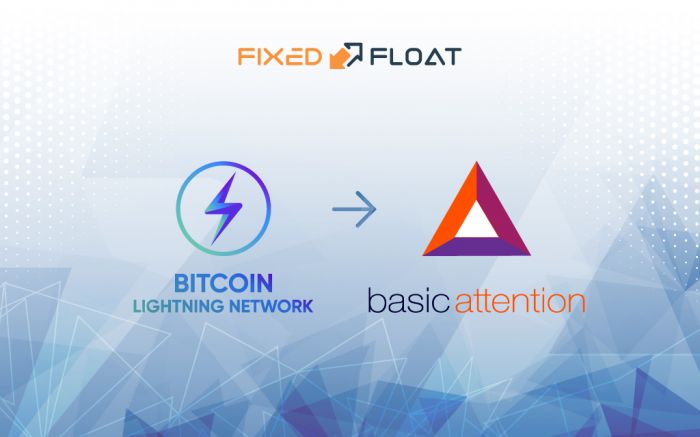 FIXED FLOAT
BITCOIN
LIGHTNING NETWORK
basic attention